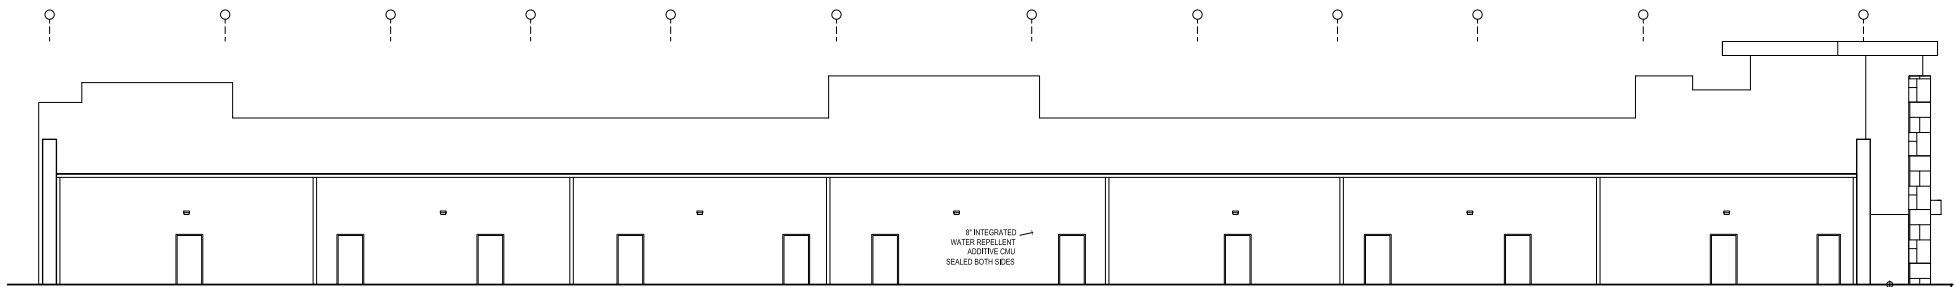 8" INTEGRATED
WATER REPELLENT
ADDITIVE CMU
SEALED BOTH SIDES